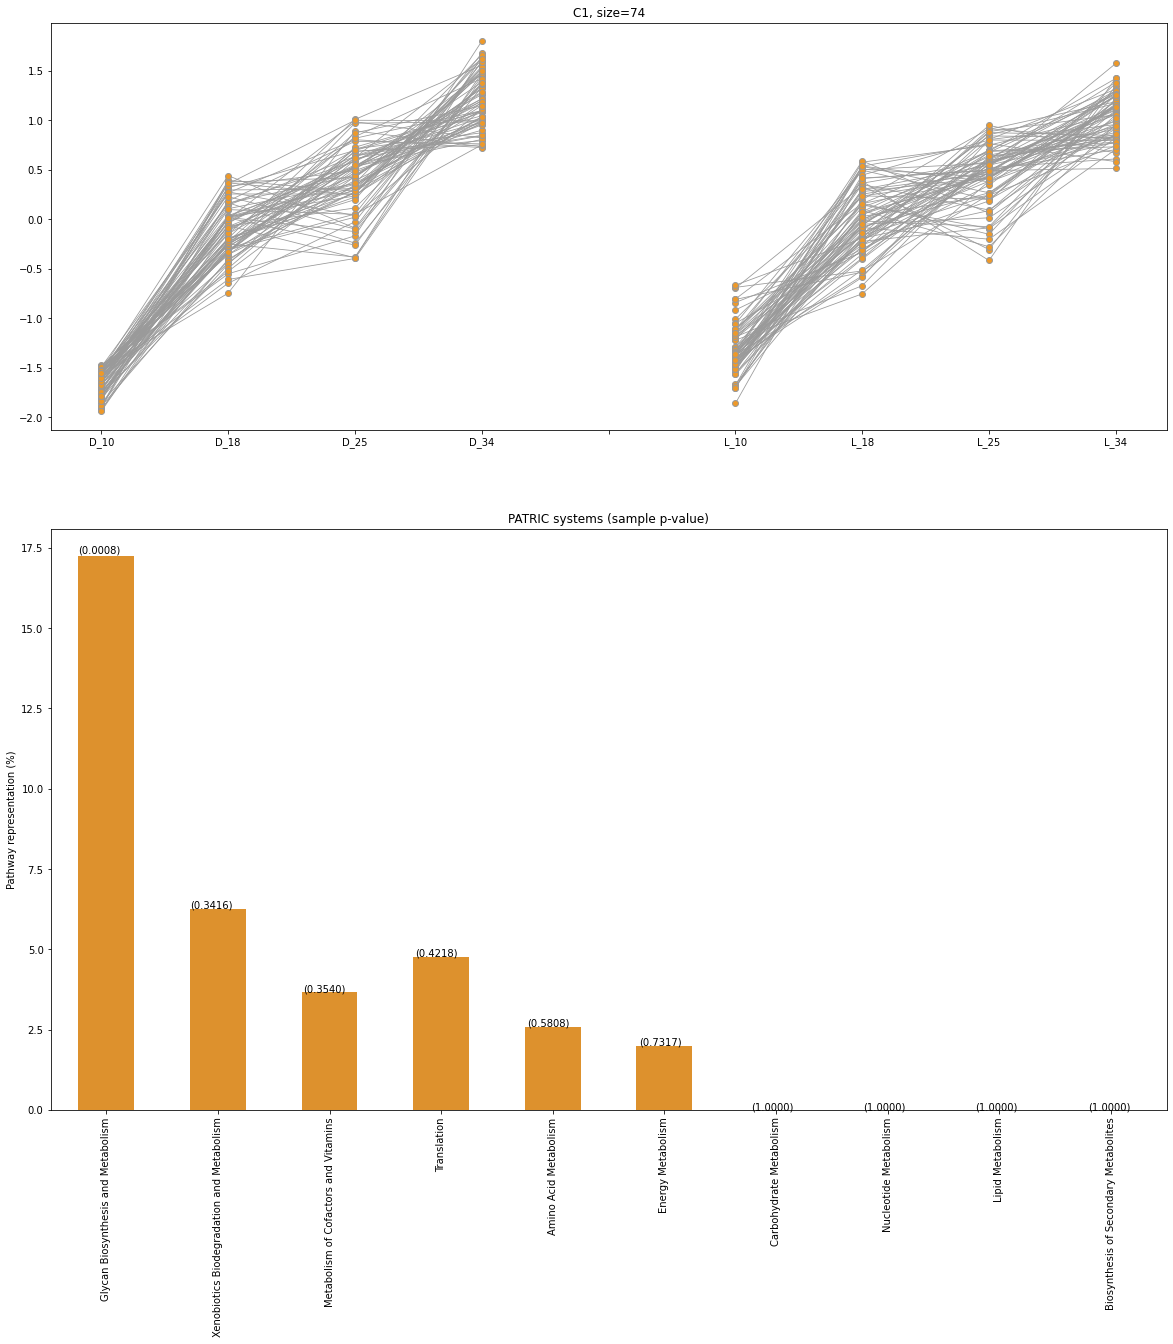 C1, size=74
1.5
1.0
0.5
0.0
−0.5
−1.0
−1.5
−2.0
D_10 D_18 D_25 D_34 L_10 L_18 L_25 L_34
PATRIC systems (sample p-value)
Pathway representation (%)
17.5
15.0
12.5
10.0
7.5
5.0
2.5
0.0
(0.0008)
(0.3416)
(0.3540)
(0.4218)
(0.5808)
(0.7317)
(1.0000)
(1.0000)
(1.0000)
(1.0000)
Glycan Biosynthesis and Metabolism
Xenobiotics Biodegradation and Metabolism
Metabolism of Cofactors and Vitamins
Translation
Amino Acid Metabolism
Energy Metabolism
Carbohydrate Metabolism
Nucleotide Metabolism
Lipid Metabolism
Biosynthesis of Secondary Metabolites